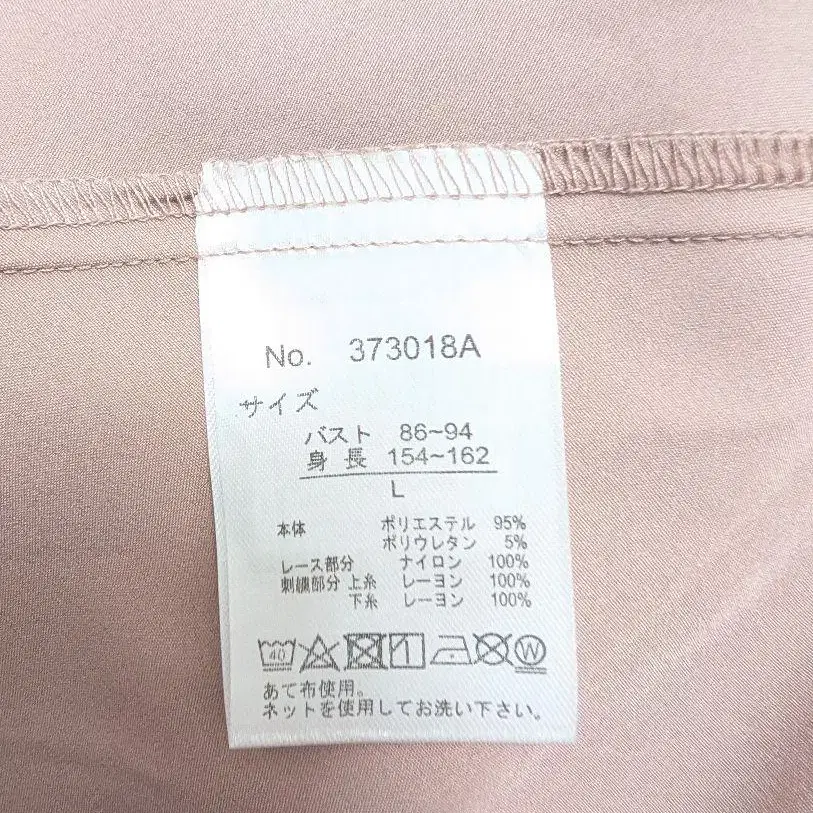 No. 373018A
サイズ
バスト 86~94
身長 154~162
L
本体 ポリエステル 95%
ポリウレタン 5%
レース部分 ナイロン 100%
刺繍部分 上糸 レーヨン 100%
下糸 レーヨン 100%
40 W
あて布使用。
ネットを使用してお洗い下さい。